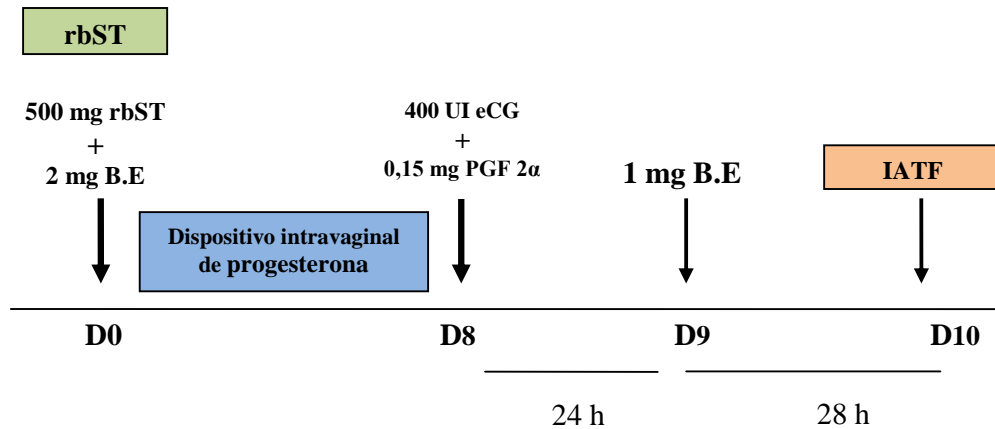 rbST
500 mg rbST
+
2 mg B.E
400 UI eCG
+
0,15 mg PGF 2α
1 mg B.E
IATF
Dispositivo intravaginal
de progesterona
D0
D8
D9
D10
24 h
28 h